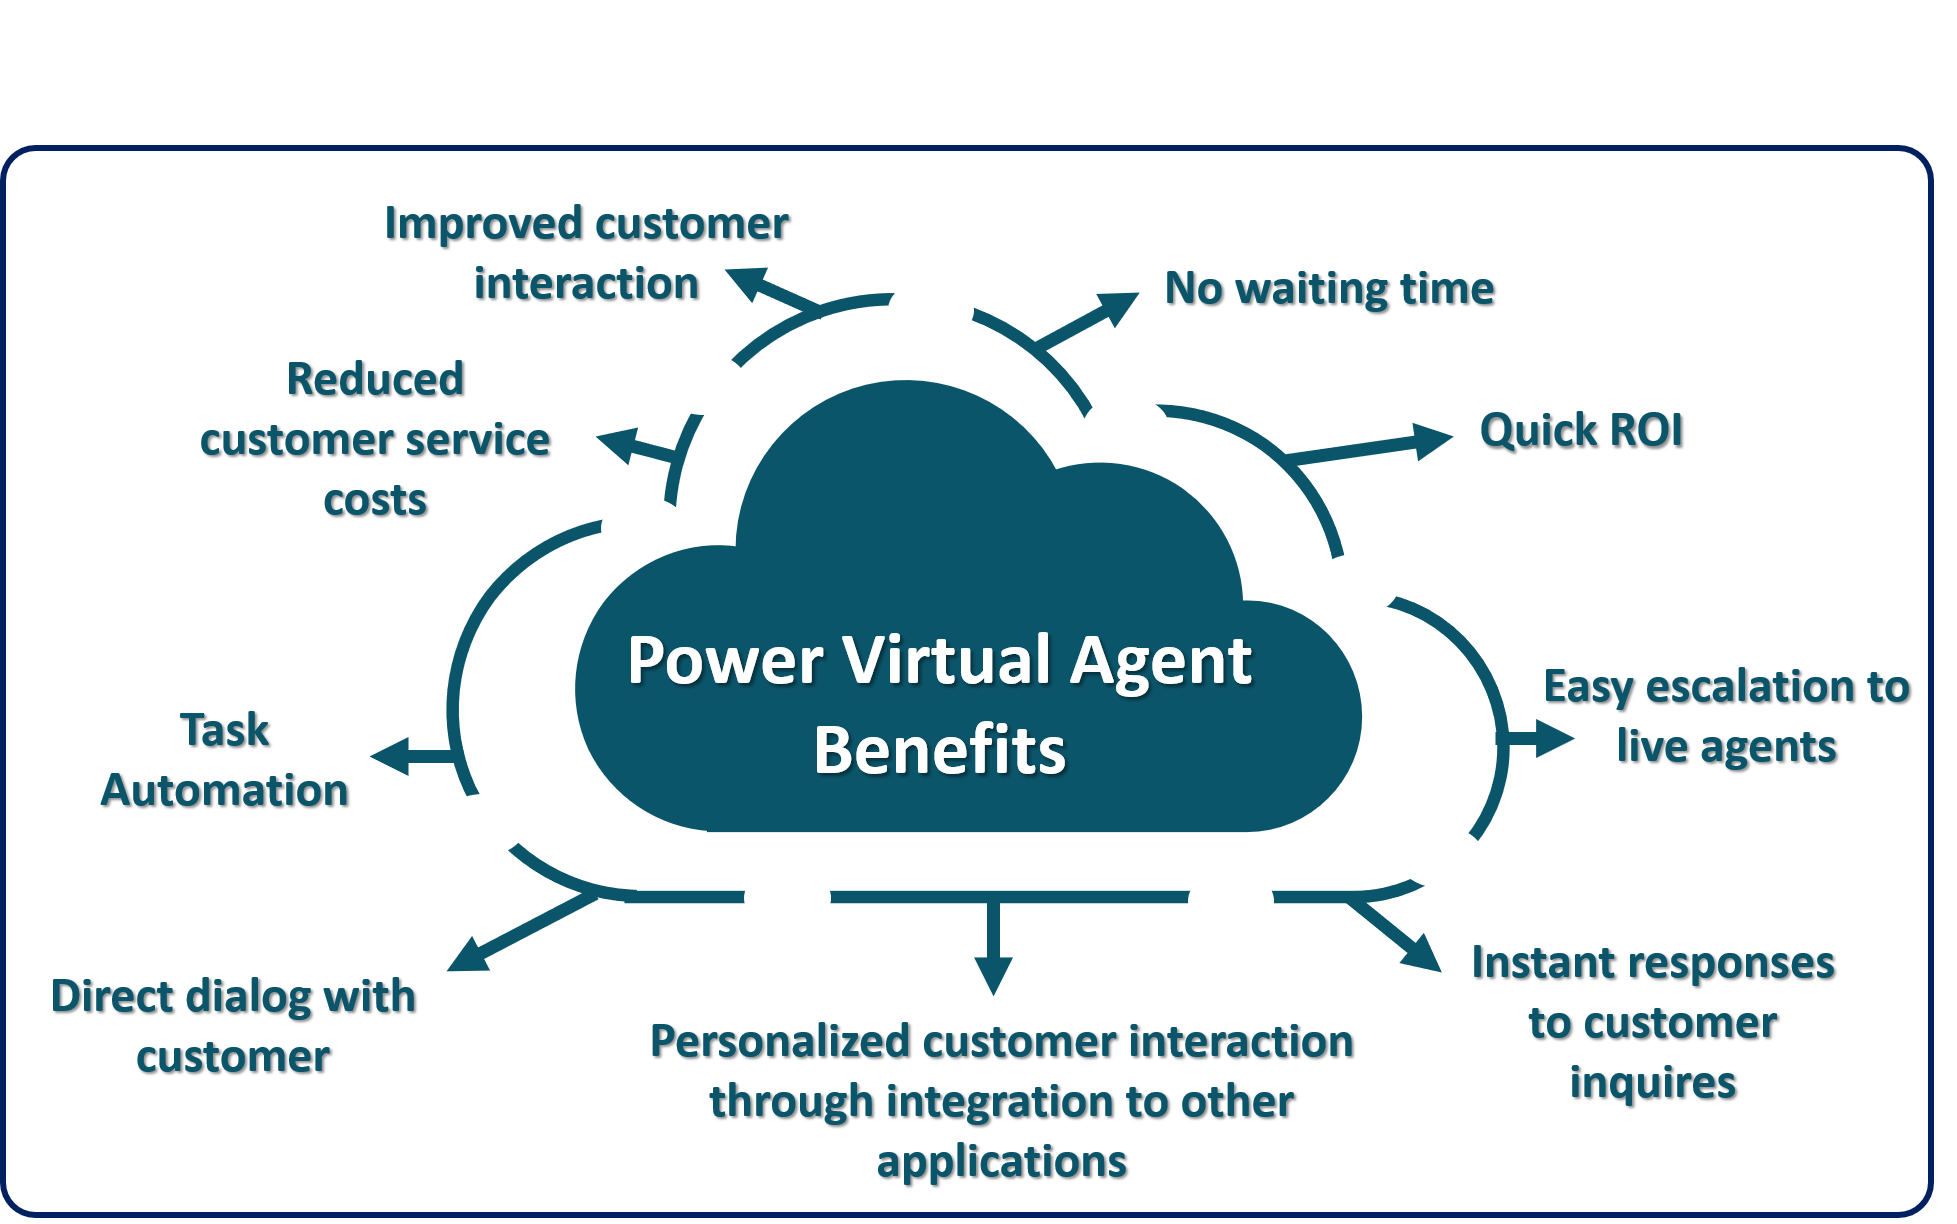 Improved customer
interaction
No waiting time
Reduced
customer service
costs
Quick ROI
Power Virtual Agent
Benefits
Easy escalation to
live agents
Task
Automation
Direct dialog with
customer
Personalized customer interaction
through integration to other
applications
Instant responses
to customer
inquires